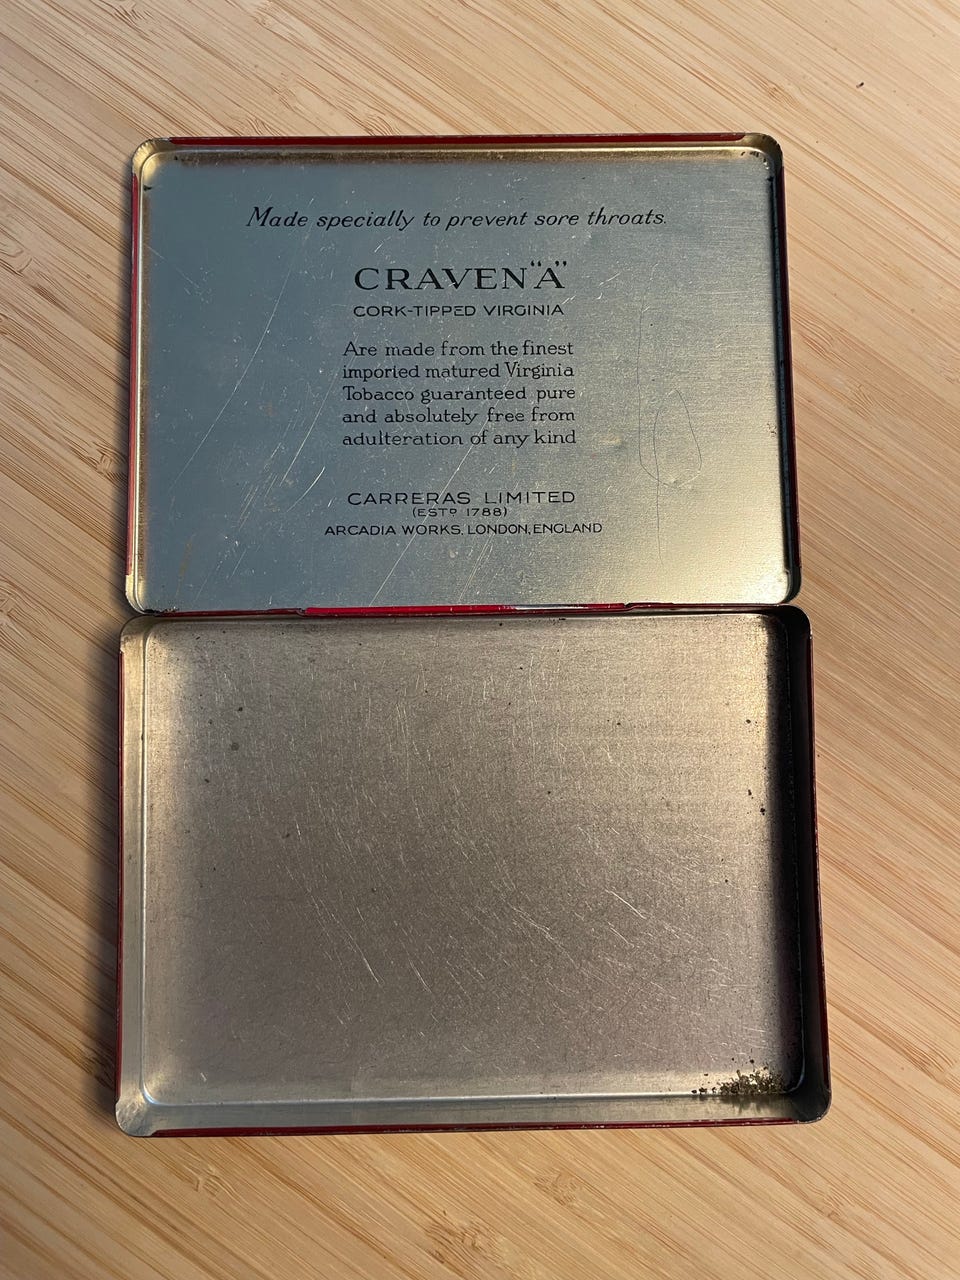 Made specially to prevent sore throats.
CRAVEN "A"
CORK-TIPPED VIRGINIA
Are made from the finest
imported matured Virginia
Tobacco guaranteed pure
and absolutely free from
adulteration of any kind
CARRERAS LIMITED
(ESTD 1788)
ARCADIA WORKS, LONDON, ENGLAND